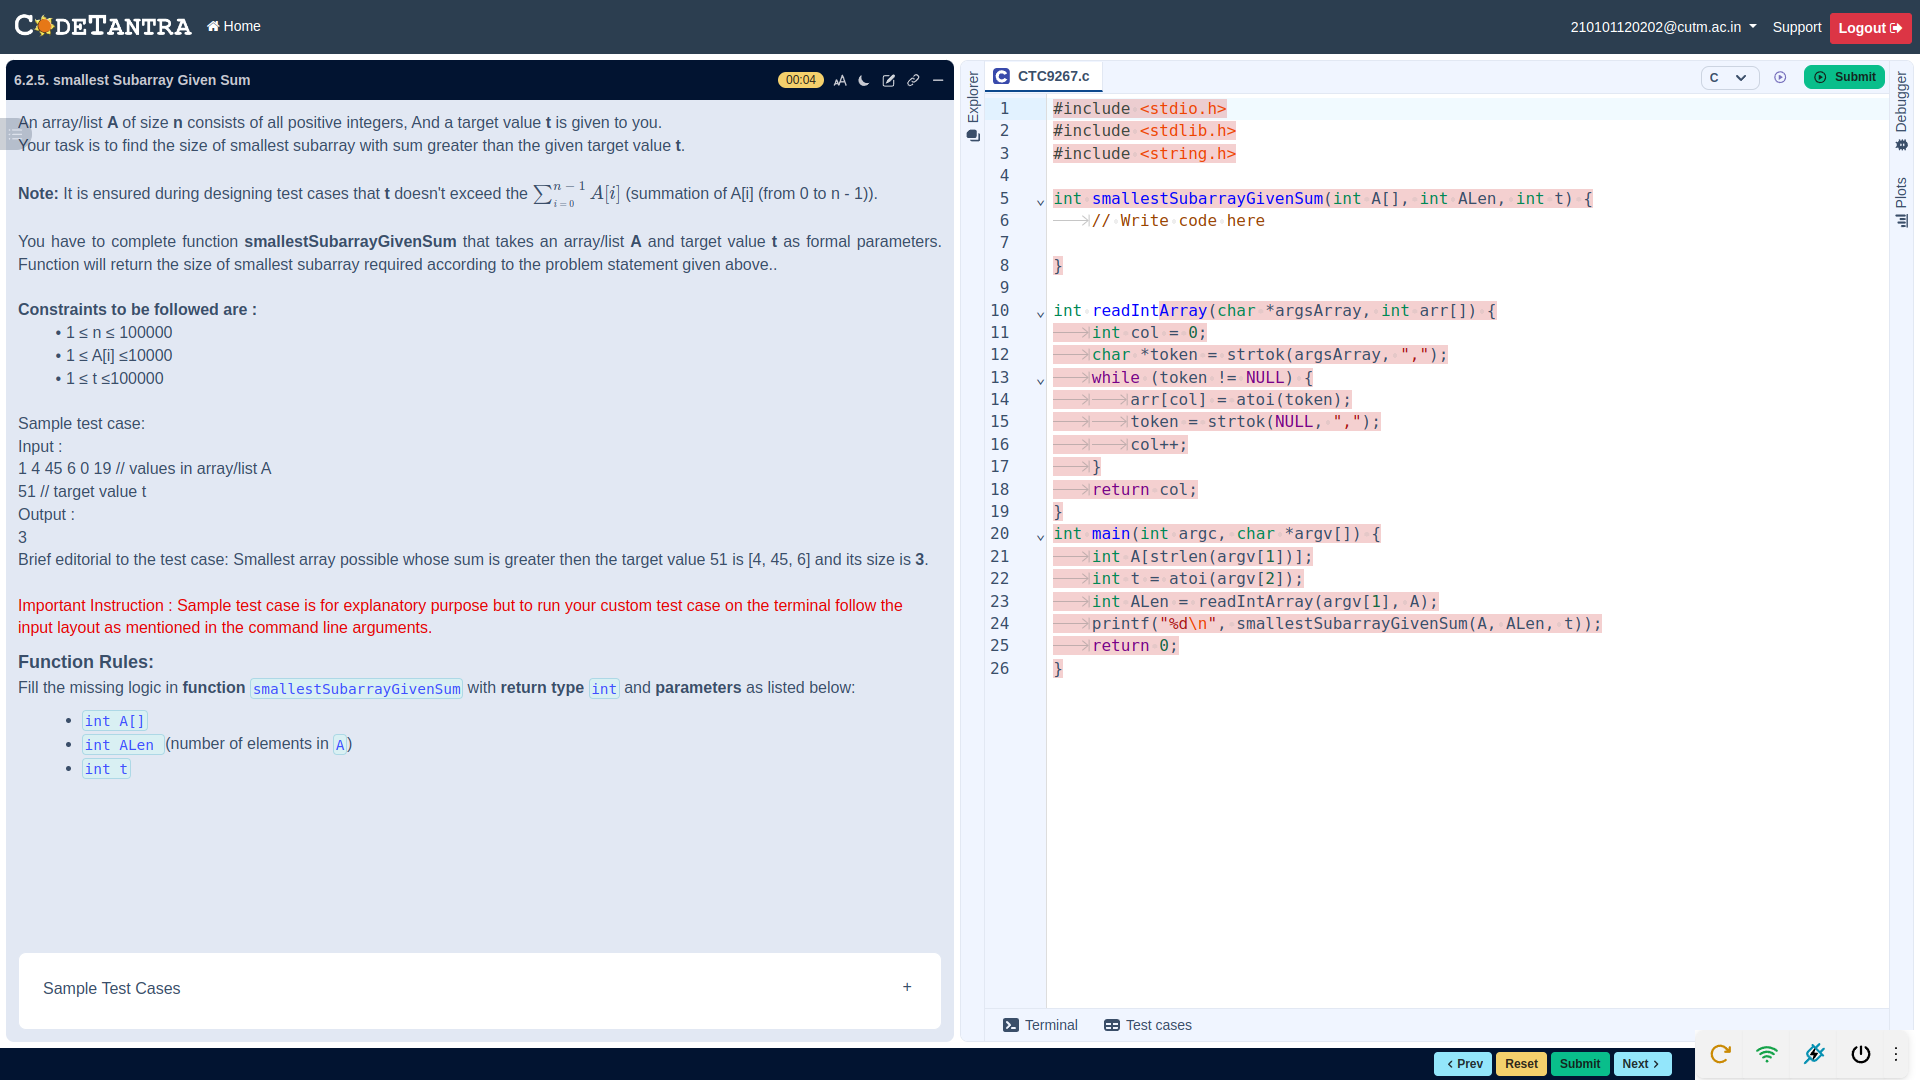 CODETANTRA Home 210101120202@cutm.ac.in Support Logout
6.2.5. smallest Subarray Given Sum 00:04
An array/list A of size n consists of all positive integers, And a target value t is given to you.
Your task is to find the size of smallest subarray with sum greater than the given target value t.
Note: It is ensured during designing test cases that t doesn't exceed the ∑_{i=0}^{n-1} A[i] (summation of A[i] (from 0 to n - 1)).
You have to complete function smallestSubarrayGivenSum that takes an array/list A and target value t as formal parameters.
Function will return the size of smallest subarray required according to the problem statement given above..
Constraints to be followed are :
• 1 ≤ n ≤ 100000
• 1 ≤ A[i] ≤10000
• 1 ≤ t ≤100000
Sample test case:
Input :
1 4 45 6 0 19 // values in array/list A
51 // target value t
Output :
3
Brief editorial to the test case: Smallest array possible whose sum is greater then the target value 51 is [4, 45, 6] and its size is 3.
Important Instruction : Sample test case is for explanatory purpose but to run your custom test case on the terminal follow the
input layout as mentioned in the command line arguments.
Function Rules:
Fill the missing logic in function smallestSubarrayGivenSum with return type int and parameters as listed below:
• int A[]
• int ALen (number of elements in A)
• int t
Sample Test Cases +
Explorer
CTC9267.c C Submit
1 #include <stdio.h>
2 #include <stdlib.h>
3 #include <string.h>
4
5 int smallestSubarrayGivenSum(int A[], int ALen, int t) {
6 // Write code here
7
8 }
9
10 int readIntArray(char *argsArray, int arr[]) {
11 int col = 0;
12 char *token = strtok(argsArray, ",");
13 while (token != NULL) {
14 arr[col] = atoi(token);
15 token = strtok(NULL, ",");
16 col++;
17 }
18 return col;
19 }
20 int main(int argc, char *argv[]) {
21 int A[strlen(argv[1])];
22 int t = atoi(argv[2]);
23 int ALen = readIntArray(argv[1], A);
24 printf("%d\n", smallestSubarrayGivenSum(A, ALen, t));
25 return 0;
26 }
Debugger
Plots
Terminal Test cases
Prev Reset Submit Next